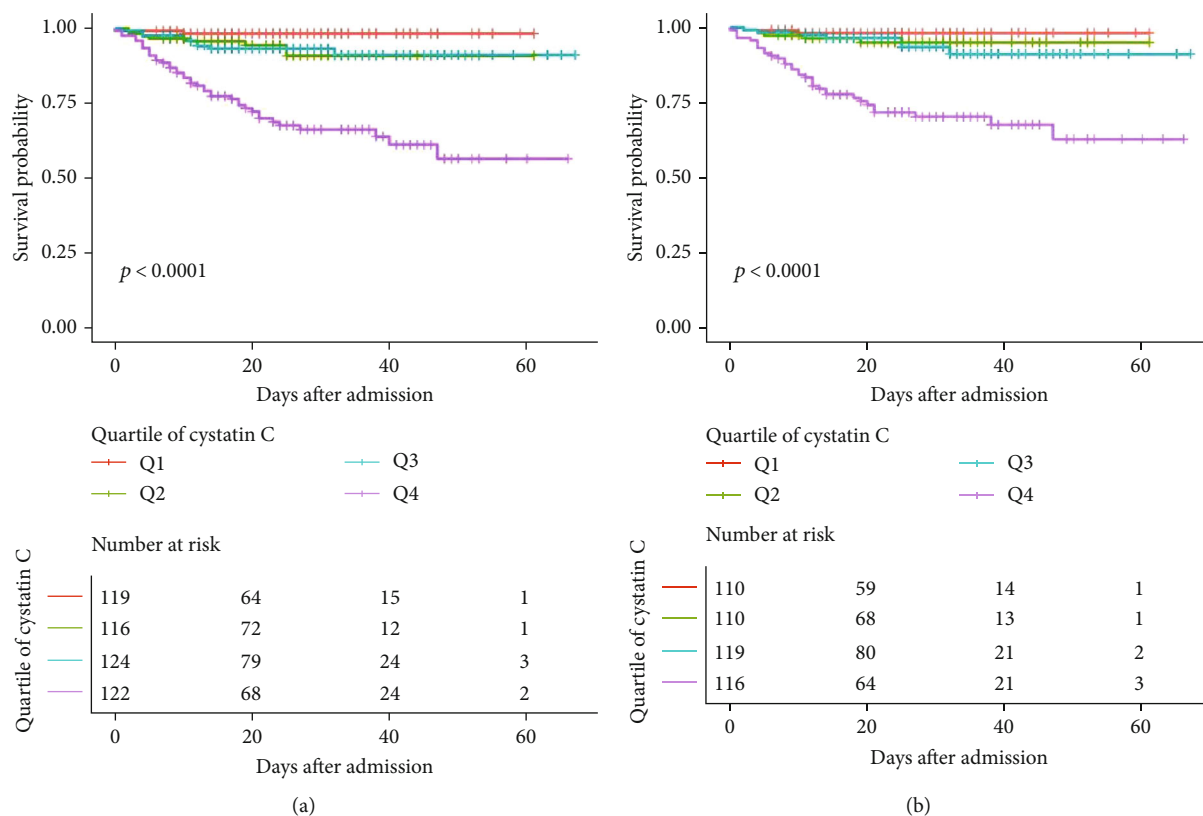 1.00
0.75
0.50
0.25
0.00
Survival probability
p < 0.0001
0 20 40 60
Days after admission
Quartile of cystatin C
Q1 Q3
Q2 Q4
Number at risk
Quartile of cystatin C
119 64 15 1
116 72 12 1
124 79 24 3
122 68 24 2
0 20 40 60
Days after admission
(a)
1.00
0.75
0.50
0.25
0.00
Survival probability
p < 0.0001
0 20 40 60
Days after admission
Quartile of cystatin C
Q1 Q3
Q2 Q4
Number at risk
Quartile of cystatin C
110 59 14 1
110 68 13 1
119 80 21 2
116 64 21 3
0 20 40 60
Days after admission
(b)